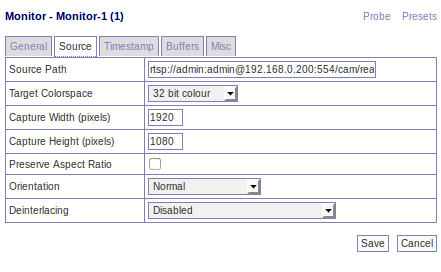 Monitor - Monitor-1 (1) Probe Presets
General Source Timestamp Buffers Misc
Source Path rtsp://admin:admin@192.168.0.200:554/cam/rea
Target Colorspace 32 bit colour
Capture Width (pixels) 1920
Capture Height (pixels) 1080
Preserve Aspect Ratio
Orientation Normal
Deinterlacing Disabled
Save Cancel